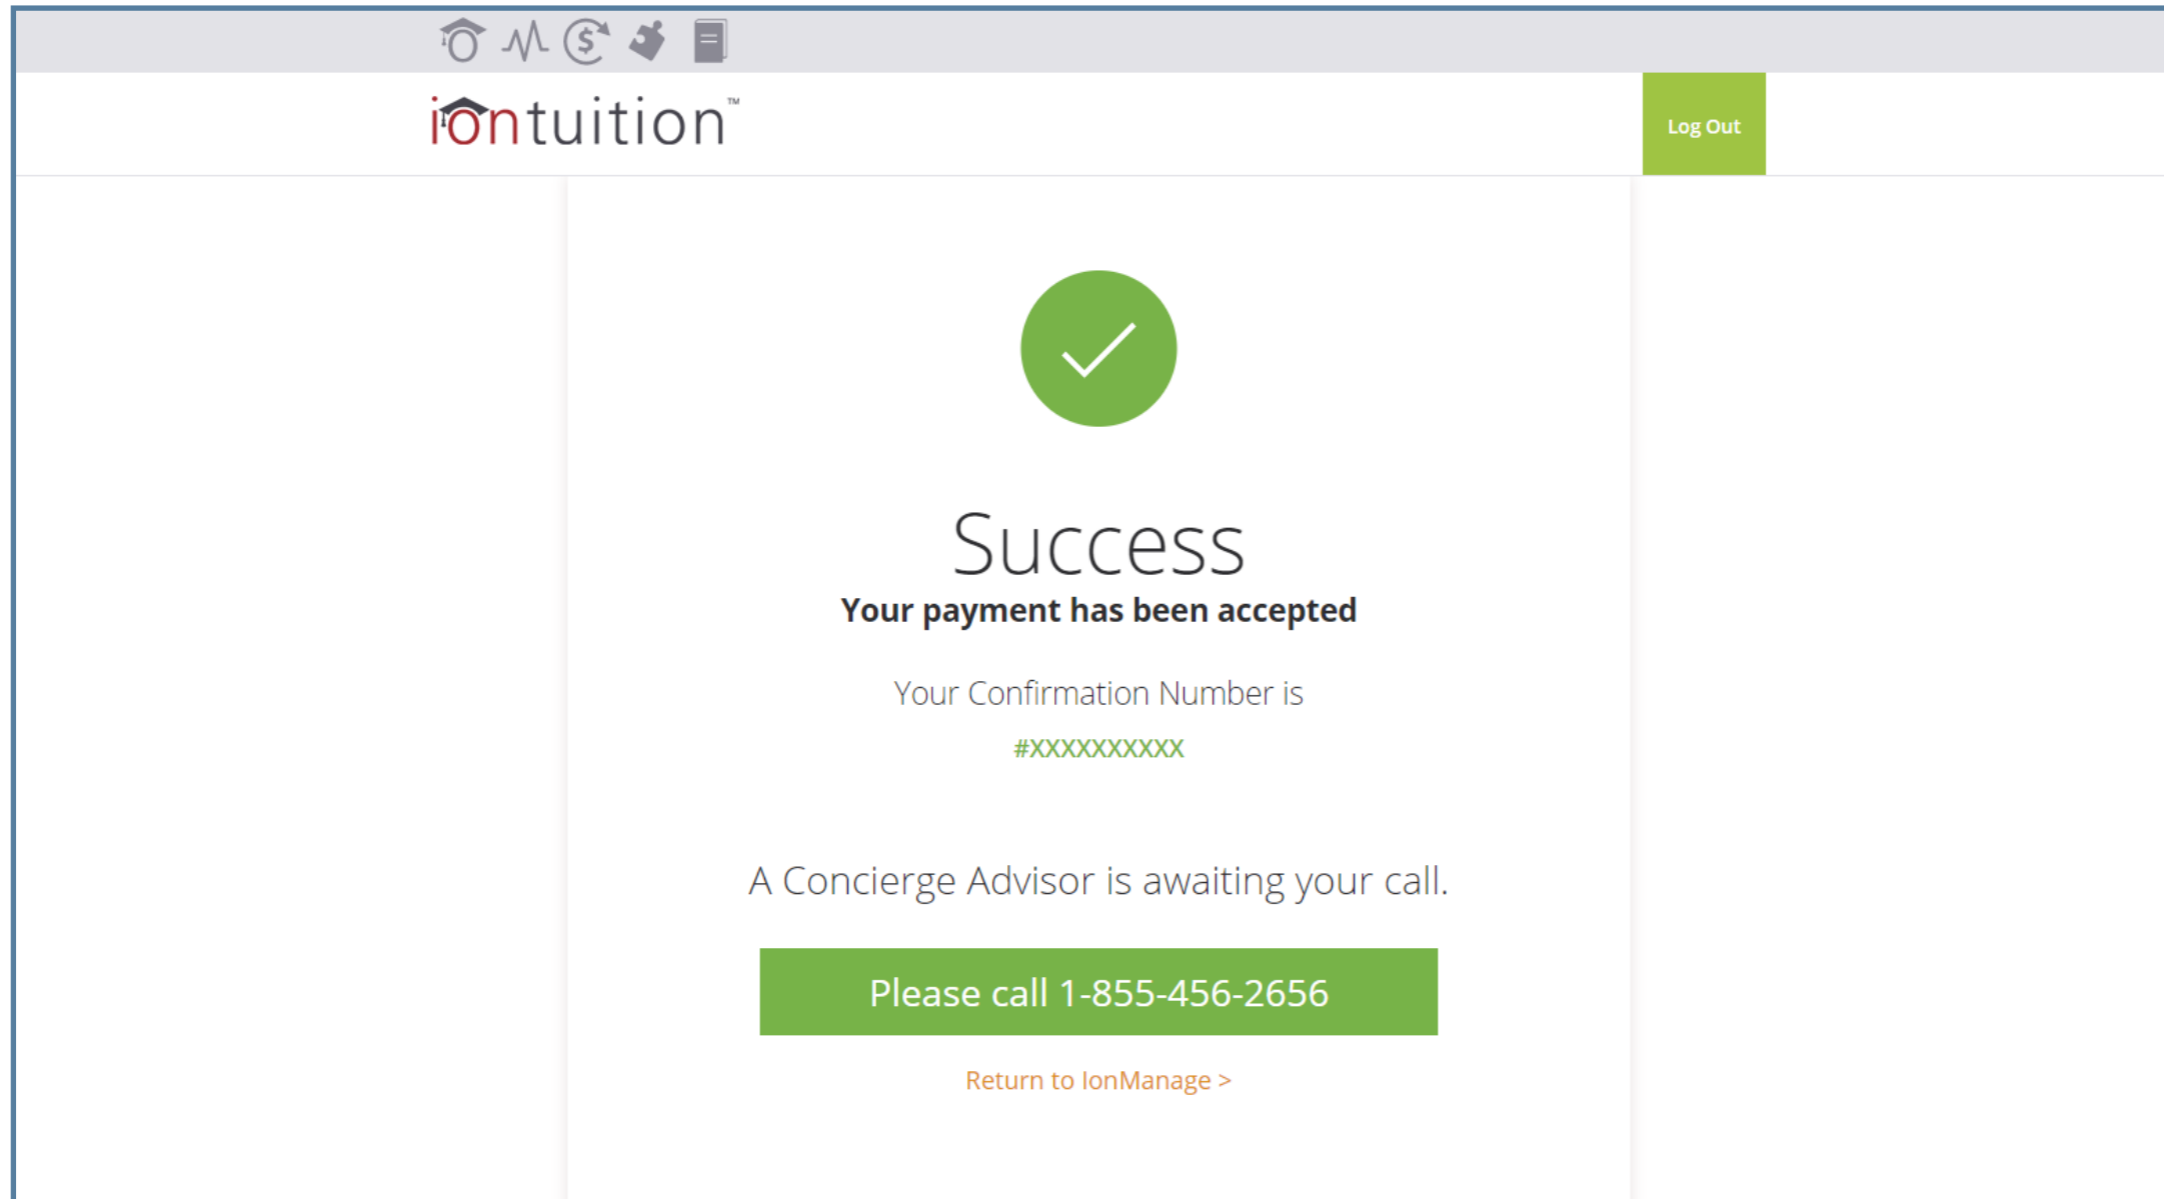 iontuition™
Log Out
Success
Your payment has been accepted
Your Confirmation Number is
#XXXXXXXXXX
A Concierge Advisor is awaiting your call.
Please call 1-855-456-2656
Return to IonManage >